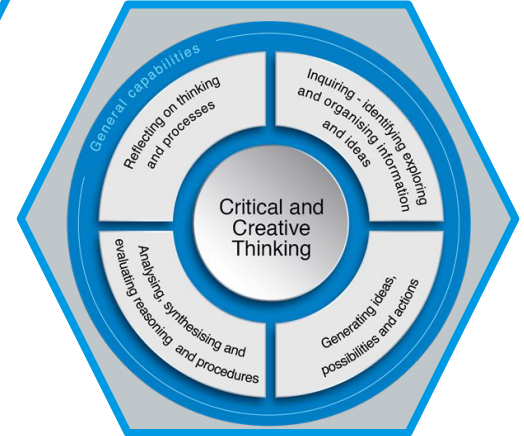 General capabilities
Reflecting on thinking
and processes
Inquiring - identifying exploring
and organising information
and ideas
Critical and
Creative
Thinking
Analysing, synthesising and
evaluating reasoning and procedures
Generating ideas,
possibilities and actions